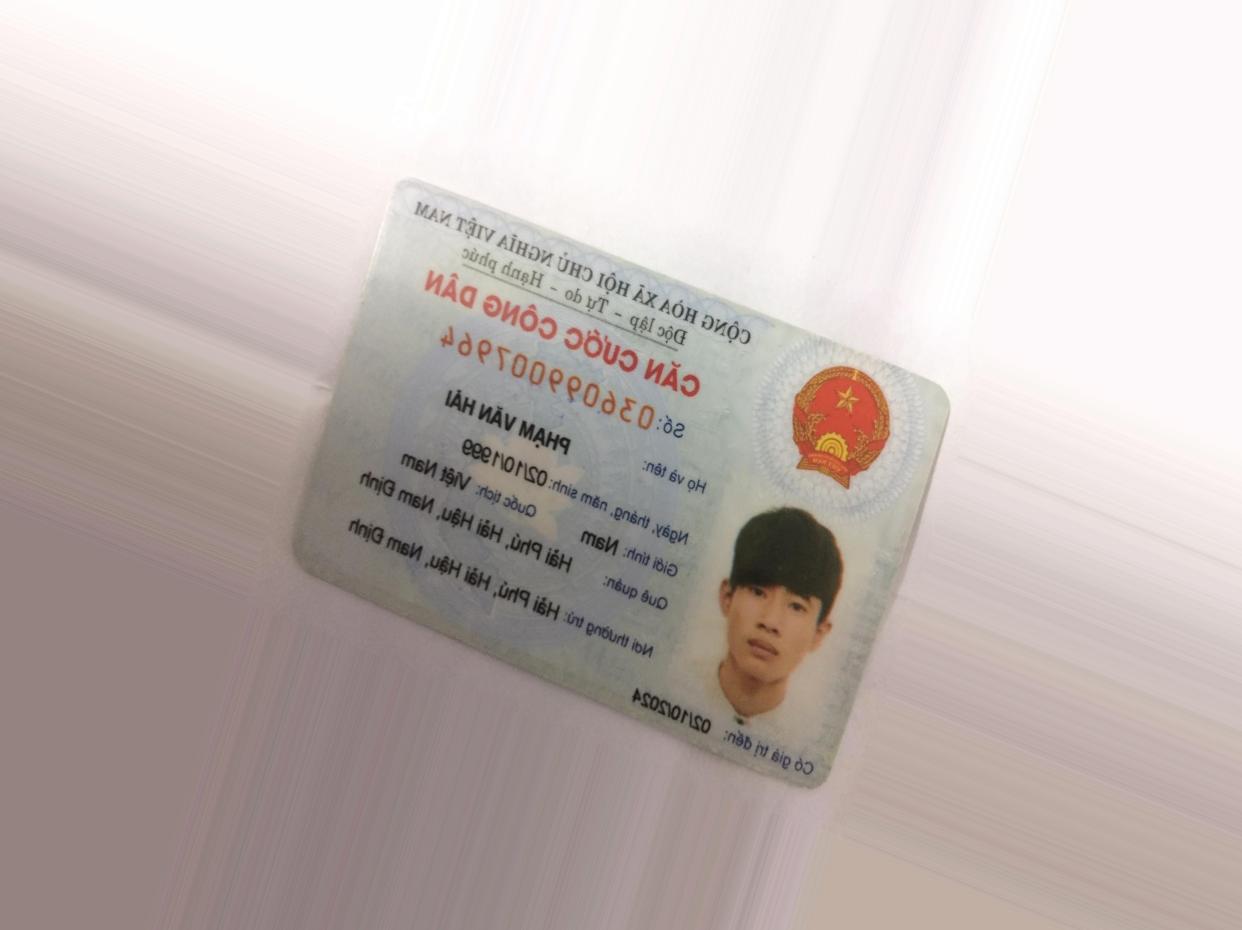 CỘNG HÒA XÃ HỘI CHỦ NGHĨA VIỆT NAM
Độc lập - Tự do - Hạnh phúc
CĂN CƯỚC CÔNG DÂN
Số: 036099007964
Họ và tên:
PHẠM VĂN HẢI
Ngày, tháng, năm sinh: 02/10/1999
Giới tính: Nam Quốc tịch: Việt Nam
Quê quán: Hải Phú, Hải Hậu, Nam Định
Nơi thường trú: Hải Phú, Hải Hậu, Nam Định
Có giá trị đến: 02/10/2024